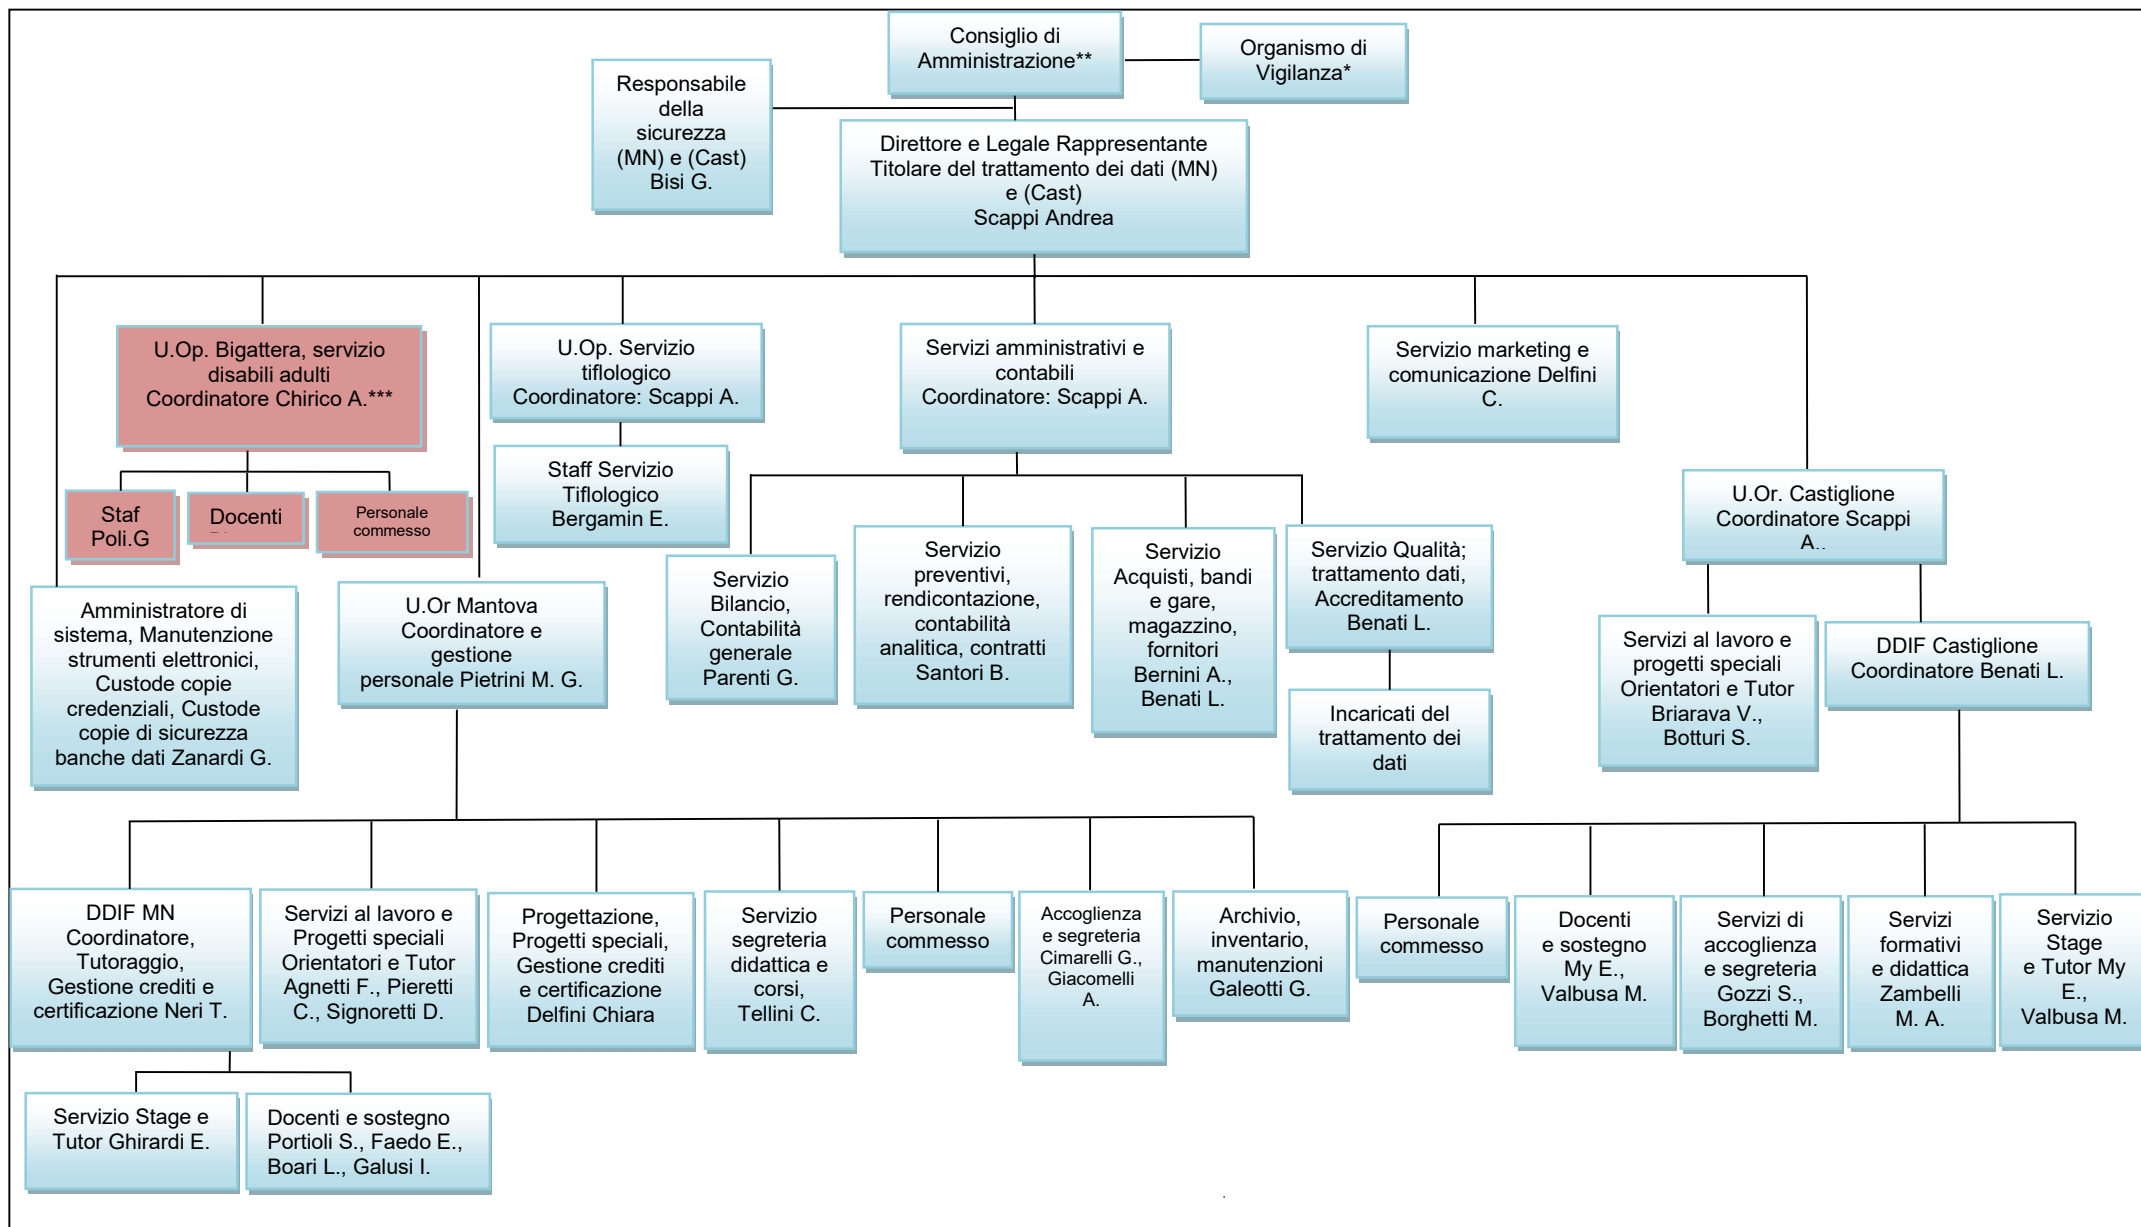 Consiglio di
Amministrazione**
Organismo di
Vigilanza*
Responsabile
della
sicurezza
(MN) e (Cast)
Bisi G.
Direttore e Legale Rappresentante
Titolare del trattamento dei dati (MN)
e (Cast)
Scappi Andrea
U.Op. Bigattera, servizio
disabili adulti
Coordinatore Chirico A.***
U.Op. Servizio
tiflologico
Coordinatore: Scappi A.
Servizi amministrativi e
contabili
Coordinatore: Scappi A.
Servizio marketing e
comunicazione Delfini
C.
Staf
Poli.G
Docenti
Personale
commesso
Staff Servizio
Tiflologico
Bergamin E.
U.Or. Castiglione
Coordinatore Scappi
A..
Amministratore di
sistema, Manutenzione
strumenti elettronici,
Custode copie
credenziali, Custode
copie di sicurezza
banche dati Zanardi G.
U.Or Mantova
Coordinatore e
gestione
personale Pietrini M. G.
Servizio
Bilancio,
Contabilità
generale
Parenti G.
Servizio
preventivi,
rendicontazione,
contabilità
analitica, contratti
Santori B.
Servizio
Acquisti, bandi
e gare,
magazzino,
fornitori
Bernini A.,
Benati L.
Servizio Qualità;
trattamento dati,
Accreditamento
Benati L.
Incaricati del
trattamento dei
dati
Servizi al lavoro e
progetti speciali
Orientatori e Tutor
Briarava V.,
Botturi S.
DDIF Castiglione
Coordinatore Benati L.
DDIF MN
Coordinatore,
Tutoraggio,
Gestione crediti e
certificazione Neri T.
Servizi al lavoro e
Progetti speciali
Orientatori e Tutor
Agnetti F., Pieretti
C., Signoretti D.
Progettazione,
Progetti speciali,
Gestione crediti
e certificazione
Delfini Chiara
Servizio
segreteria
didattica e
corsi,
Tellini C.
Personale
commesso
Accoglienza
e segreteria
Cimarelli G.,
Giacomelli
A.
Archivio,
inventario,
manutenzioni
Galeotti G.
Personale
commesso
Docenti
e sostegno
My E.,
Valbusa M.
Servizi di
accoglienza
e segreteria
Gozzi S.,
Borghetti M.
Servizi
formativi
e didattica
Zambelli
M. A.
Servizio
Stage
e Tutor My
E.,
Valbusa M.
Servizio Stage e
Tutor Ghirardi E.
Docenti e sostegno
Portioli S., Faedo E.,
Boari L., Galusi I.